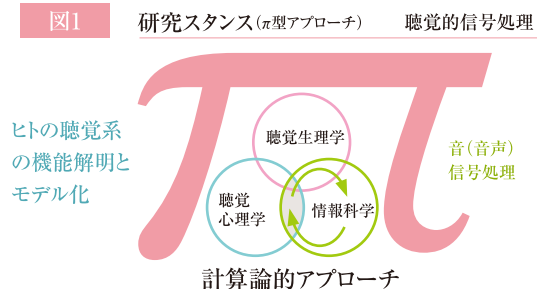 図1
研究スタンス(π型アプローチ)
聴覚的信号処理
ヒトの聴覚系
の機能解明と
モデル化
聴覚生理学
聴覚
心理学
情報科学
音(音声)
信号処理
計算論的アプローチ